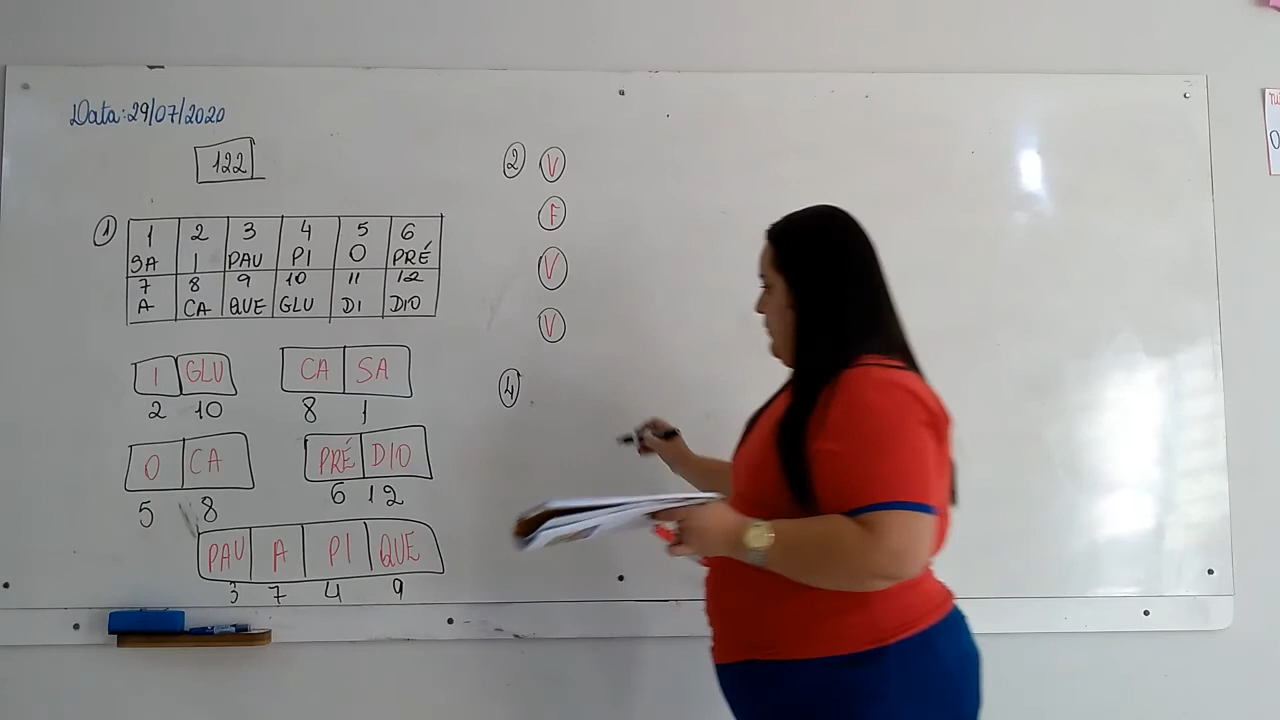 Data: 29/07/2020
122
1
1 2 3 4 5 6
SA I PAU PI O PRÉ
7 8 9 10 11 12
A CA QUE GLU DI DIO
I GLU
2 10
CA SA
8 1
O CA
5 8
PRÉ DIO
6 12
PAU A PI QUE
3 7 4 9
2 V
F
V
V
4